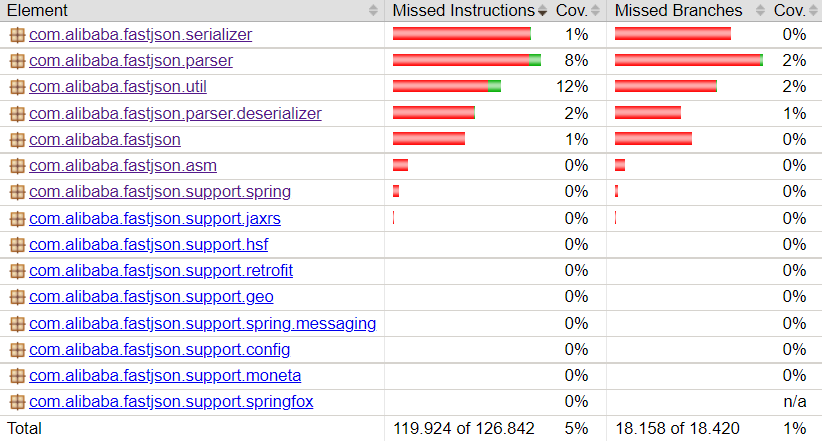 Element Missed Instructions Cov. Missed Branches Cov.
com.alibaba.fastjson.serializer 1% 0%
com.alibaba.fastjson.parser 8% 2%
com.alibaba.fastjson.util 12% 2%
com.alibaba.fastjson.parser.deserializer 2% 1%
com.alibaba.fastjson 1% 0%
com.alibaba.fastjson.asm 0% 0%
com.alibaba.fastjson.support.spring 0% 0%
com.alibaba.fastjson.support.jaxrs 0% 0%
com.alibaba.fastjson.support.hsf 0% 0%
com.alibaba.fastjson.support.retrofit 0% 0%
com.alibaba.fastjson.support.geo 0% 0%
com.alibaba.fastjson.support.spring.messaging 0% 0%
com.alibaba.fastjson.support.config 0% 0%
com.alibaba.fastjson.support.moneta 0% 0%
com.alibaba.fastjson.support.springfox 0% n/a
Total 119.924 of 126.842 5% 18.158 of 18.420 1%